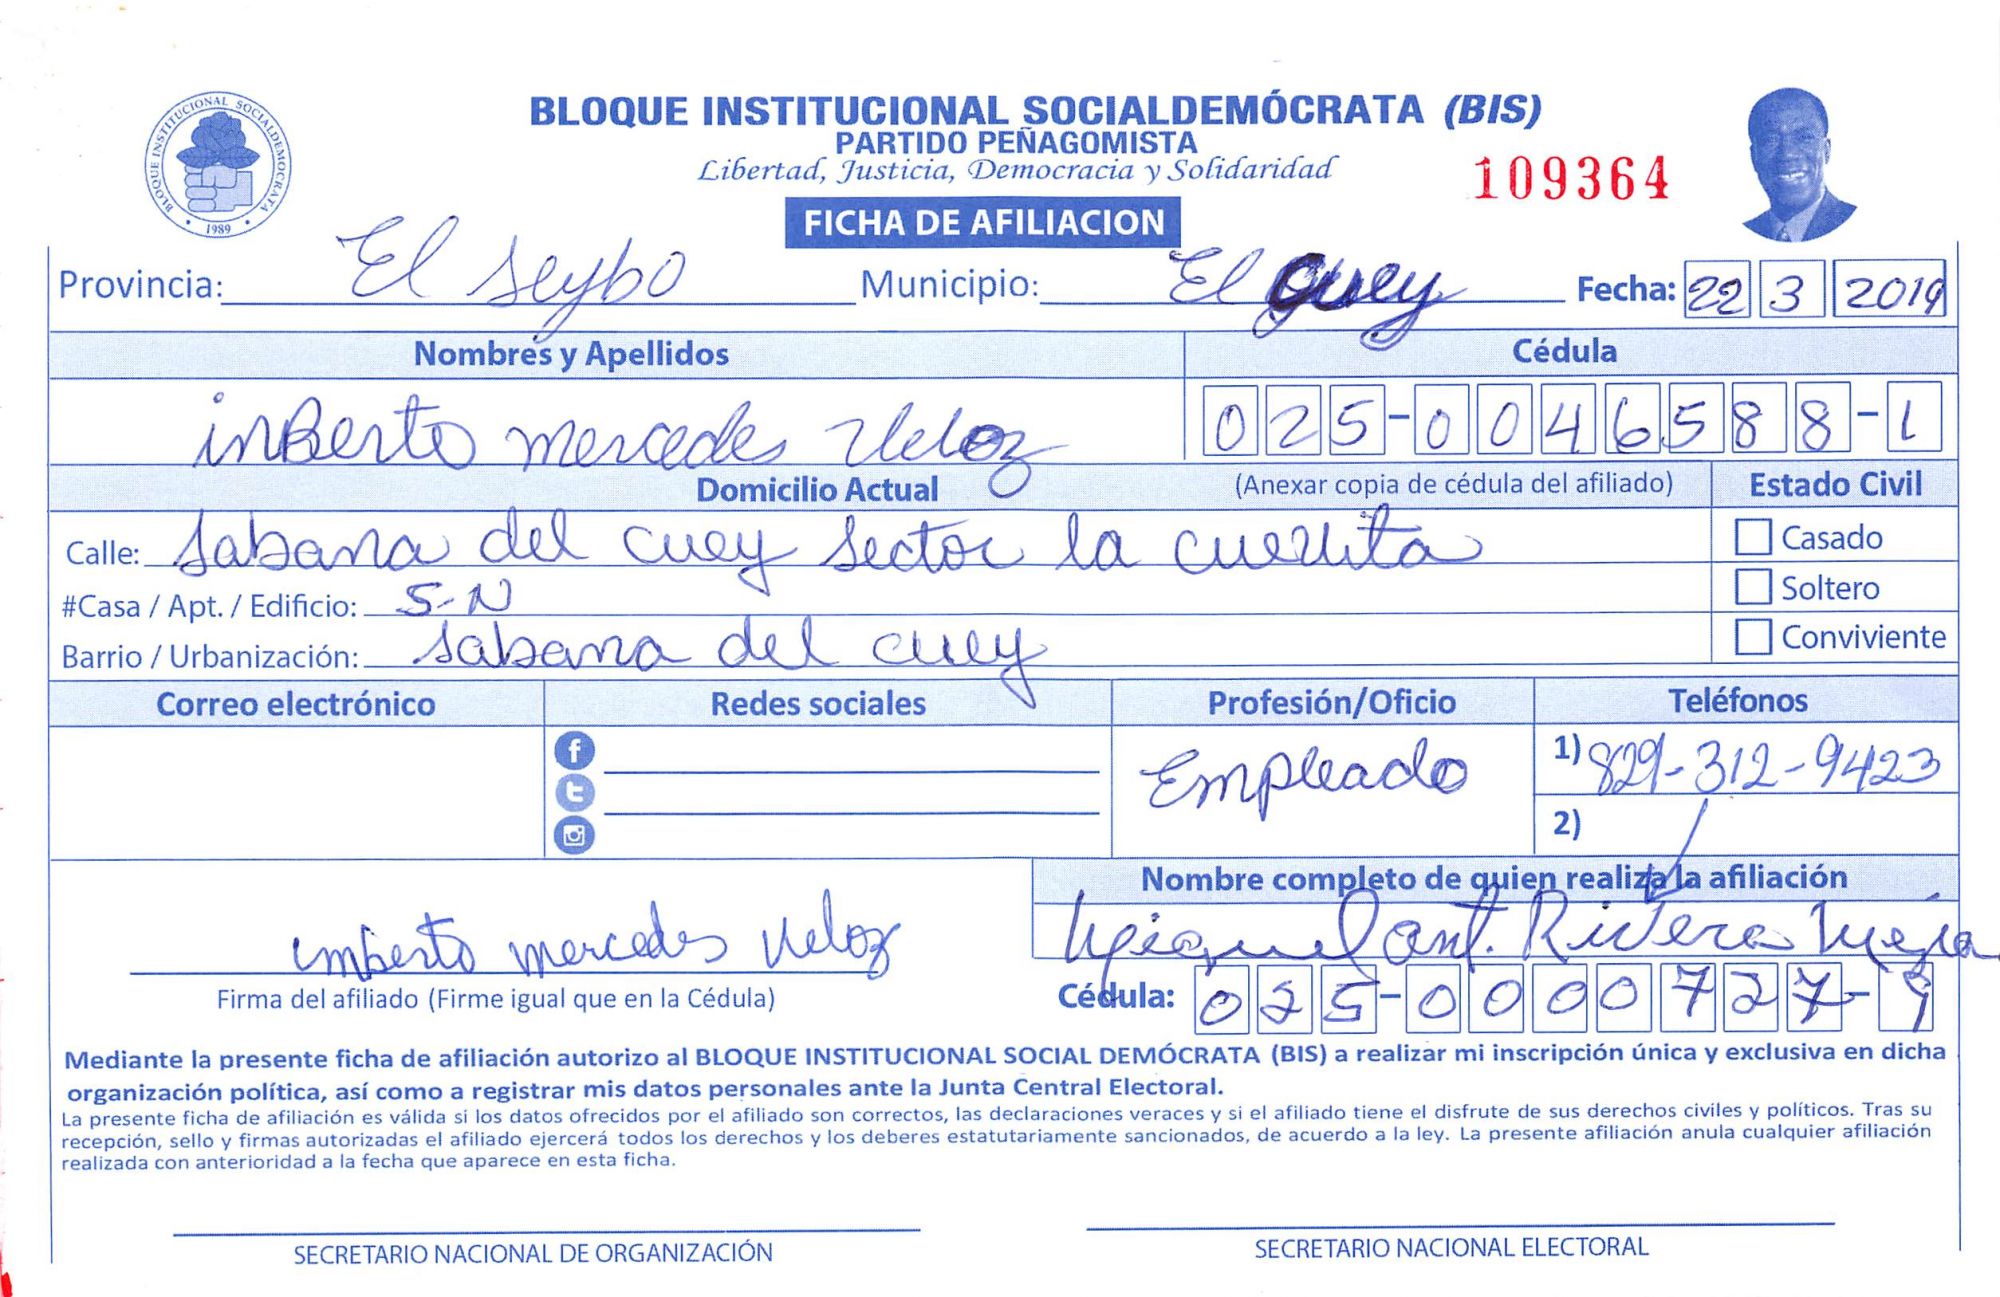 BLOQUE INSTITUCIONAL SOCIALDEMÓCRATA (BIS)
PARTIDO PEÑAGOMISTA
Libertad, Justicia, Democracia y Solidaridad
109364
BLOQUE INSTITUCIONAL SOCIALDEMOCRATA
1989
FICHA DE AFILIACION
Provincia: El seybo Municipio: El Cuey Fecha: 22 3 2019
Nombres y Apellidos Cédula
inBerto mercedes Veloz 025-0046588-1
Domicilio Actual (Anexar copia de cédula del afiliado) Estado Civil
Calle: sabana del cuey sector la Casado
#Casa / Apt. / Edificio: S-N Soltero
Barrio / Urbanización: sabana del cuey Conviviente
Correo electrónico Redes sociales Profesión/Oficio Teléfonos
Empleado 1) 829-312-9423
2)
Nombre completo de quien realiza la afiliación
imberto mercedes veloz Miguel Ant. Rivera Mejia
Firma del afiliado (Firme igual que en la Cédula) Cédula: 025-0000727-9
Mediante la presente ficha de afiliación autorizo al BLOQUE INSTITUCIONAL SOCIAL DEMÓCRATA (BIS) a realizar mi inscripción única y exclusiva en dicha
organización política, así como a registrar mis datos personales ante la Junta Central Electoral.
La presente ficha de afiliación es válida si los datos ofrecidos por el afiliado son correctos, las declaraciones veraces y si el afiliado tiene el disfrute de sus derechos civiles y políticos. Tras su
recepción, sello y firmas autorizadas el afiliado ejercerá todos los derechos y los deberes estatutariamente sancionados, de acuerdo a la ley. La presente afiliación anula cualquier afiliación
realizada con anterioridad a la fecha que aparece en esta ficha.
SECRETARIO NACIONAL DE ORGANIZACIÓN SECRETARIO NACIONAL ELECTORAL